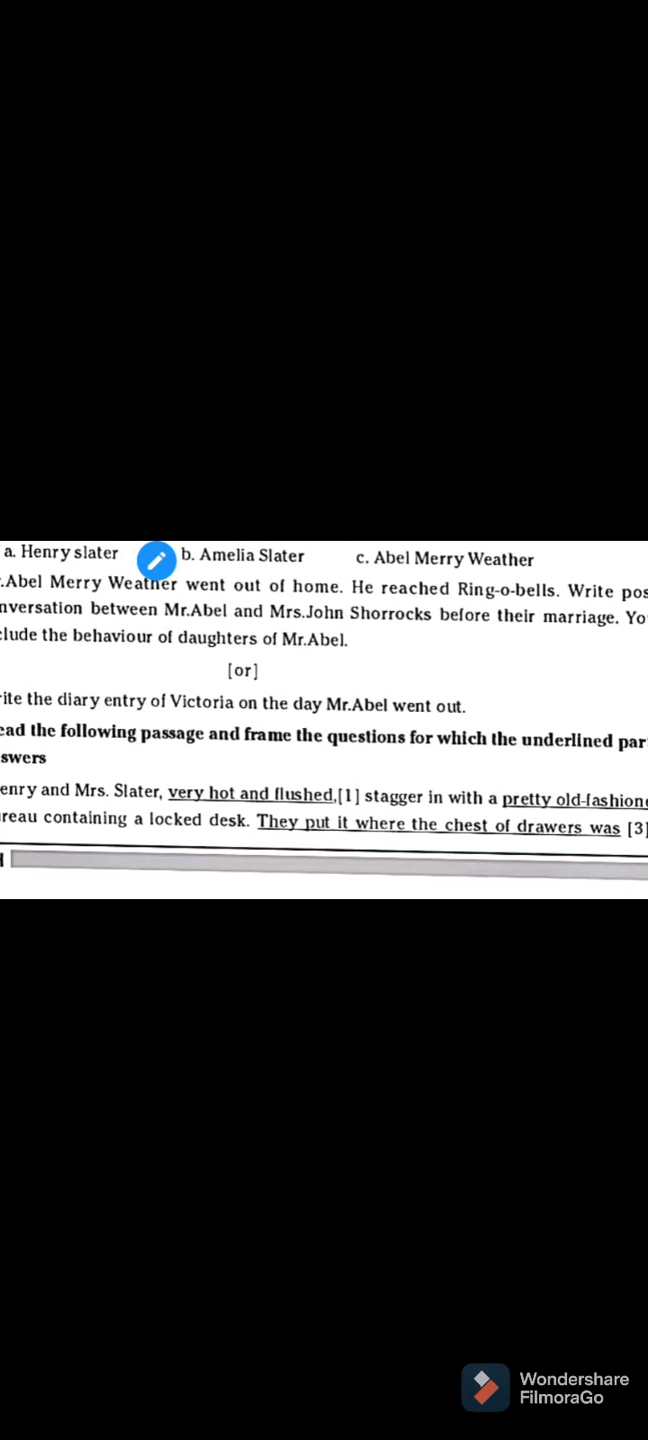 a. Henry slater b. Amelia Slater c. Abel Merry Weather
.Abel Merry Weather went out of home. He reached Ring-o-bells. Write pos
nversation between Mr.Abel and Mrs.John Shorrocks before their marriage. Yo
clude the behaviour of daughters of Mr.Abel.
[or]
ite the diary entry of Victoria on the day Mr.Abel went out.
ead the following passage and frame the questions for which the underlined par
swers
enry and Mrs. Slater, very hot and flushed,[1] stagger in with a pretty old-fashion
reau containing a locked desk. They put it where the chest of drawers was [3]
Wondershare
FilmoraGo